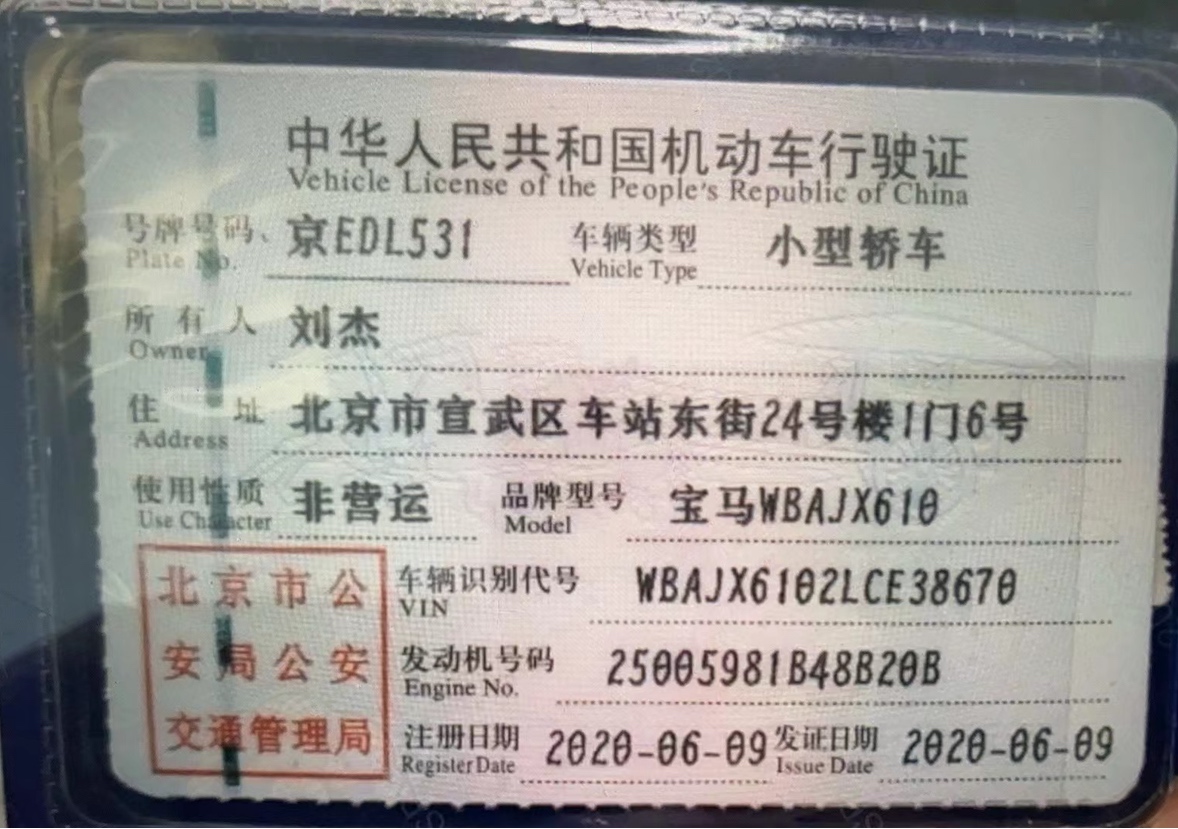 中华人民共和国机动车行驶证
Vehicle License of the People's Republic of China
号牌号码 京EDL531 车辆类型 小型轿车
Plate No. Vehicle Type
所有人 刘杰
Owner
住址 北京市宣武区车站东街24号楼1门6号
Address
使用性质 非营运 品牌型号 宝马WBAJX610
Use Character Model
北京市公 车辆识别代号 WBAJX6102LCE38670
VIN
安局公安 发动机号码 25005981B48B20B
Engine No.
交通管理局 注册日期 2020-06-09 发证日期 2020-06-09
Register Date Issue Date